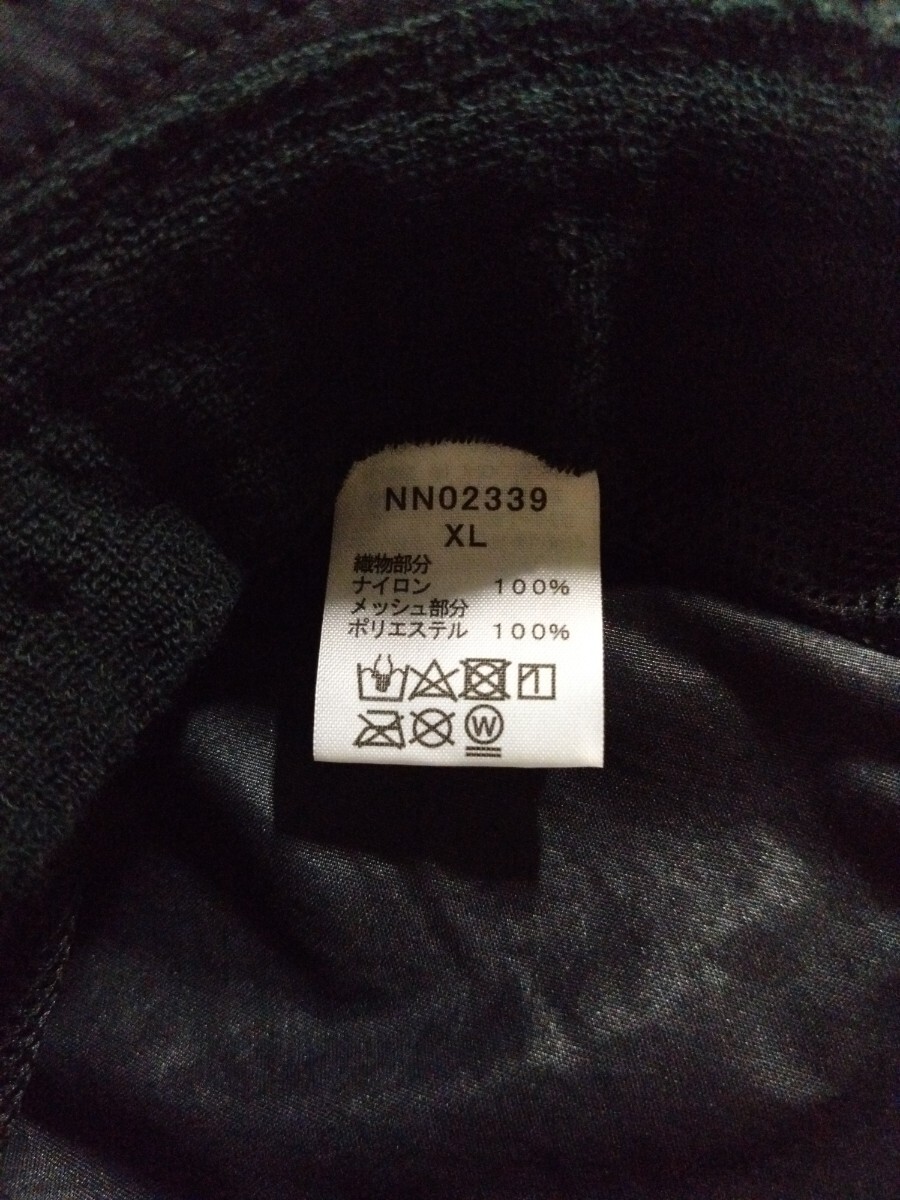 NN02339
XL
織物部分
ナイロン 100%
メッシュ部分
ポリエステル 100%
W